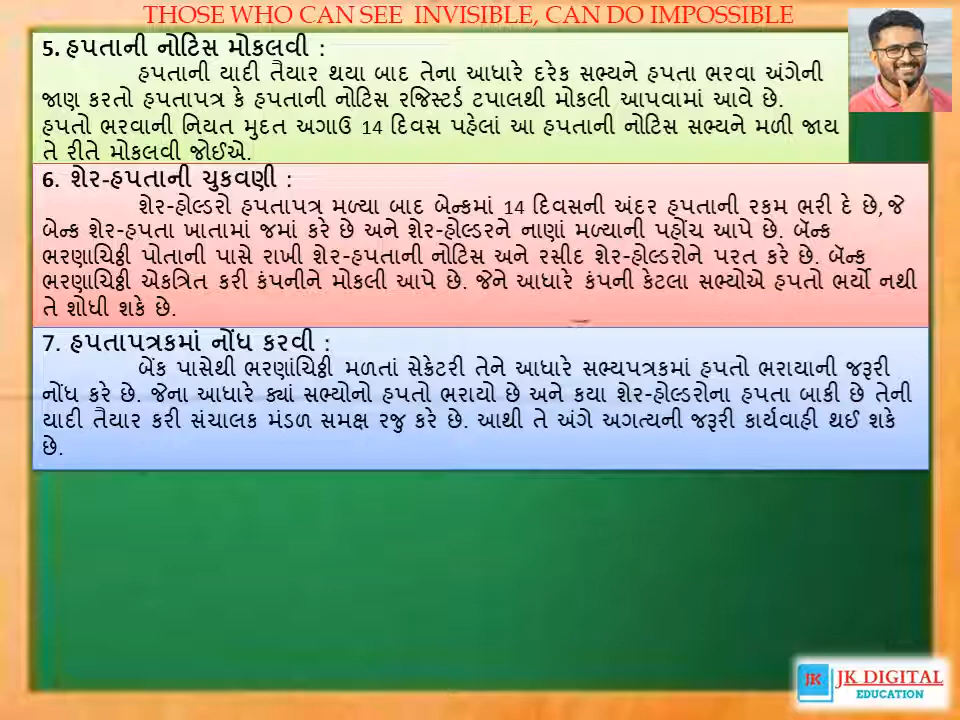 THOSE WHO CAN SEE INVISIBLE, CAN DO IMPOSSIBLE
5. હપતાની નોટિસ મોકલવી :
હપતાની યાદી તૈયાર થયા બાદ તેના આધારે દરેક સભ્યને હપતા ભરવા અંગેની
જાણ કરતો હપતાપત્ર કે હપતાની નોટિસ રજિસ્ટર્ડ ટપાલથી મોકલી આપવામાં આવે છે.
હપતો ભરવાની નિયત મુદત અગાઉ 14 દિવસ પહેલાં આ હપતાની નોટિસ સભ્યને મળી જાય
તે રીતે મોકલવી જોઈએ.
6. શેર-હપતાની ચુકવણી :
શેર-હોલ્ડરો હપતાપત્ર મળ્યા બાદ બેન્કમાં 14 દિવસની અંદર હપતાની રકમ ભરી દે છે, જે
બેન્ક શેર-હપતા ખાતામાં જમાં કરે છે અને શેર-હોલ્ડરને નાણાં મળ્યાની પહોંચ આપે છે. બૅન્ક
ભરણાચિઠ્ઠી પોતાની પાસે રાખી શેર-હપતાની નોટિસ અને રસીદ શેર-હોલ્ડરોને પરત કરે છે. બૅન્ક
ભરણાચિઠ્ઠી એકત્રિત કરી કંપનીને મોકલી આપે છે. જેને આધારે કંપની કેટલા સભ્યોએ હપતો ભર્યો નથી
તે શોધી શકે છે.
7. હપતાપત્રકમાં નોંધ કરવી :
બેંક પાસેથી ભરણાંચિઠ્ઠી મળતાં સેક્રેટરી તેને આધારે સભ્યપત્રકમાં હપતો ભરાયાની જરૂરી
નોંધ કરે છે. જેના આધારે ક્યાં સભ્યોનો હપતો ભરાયો છે અને કયા શેર-હોલ્ડરોના હપતા બાકી છે તેની
યાદી તૈયાર કરી સંચાલક મંડળ સમક્ષ રજુ કરે છે. આથી તે અંગે અગત્યની જરૂરી કાર્યવાહી થઈ શકે
છે.
JK JK DIGITAL
EDUCATION